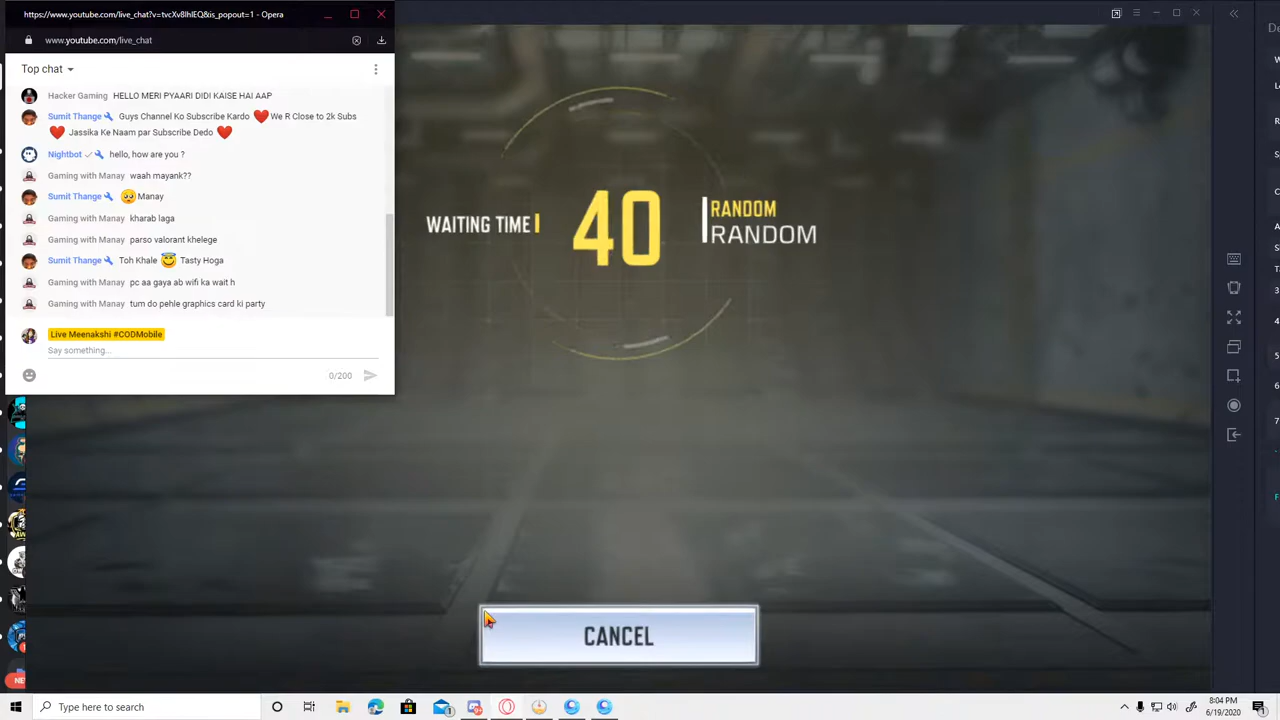 https://www.youtube.com/live_chat?v=tvcXv8lhIEQ&is_popout=1 - Opera
www.youtube.com/live_chat
Top chat
Hacker Gaming HELLO MERI PYAARI DIDI KAISE HAI AAP
Sumit Thange Guys Channel Ko Subscribe Kardo ❤️ We R Close to 2k Subs
❤️ Jassika Ke Naam par Subscribe Dedo ❤️
Nightbot hello, how are you ?
Gaming with Manay waah mayank??
Sumit Thange 🥺 Manay
Gaming with Manay kharab laga
Gaming with Manay parso valorant khelege
Sumit Thange Toh Khale 😇 Tasty Hoga
Gaming with Manay pc aa gaya ab wifi ka wait h
Gaming with Manay tum do pehle graphics card ki party
Live Meenakshi #CODMobile
Say something...
0/200
WAITING TIME
40
RANDOM
RANDOM
CANCEL
Type here to search
8:04 PM
6/19/2020